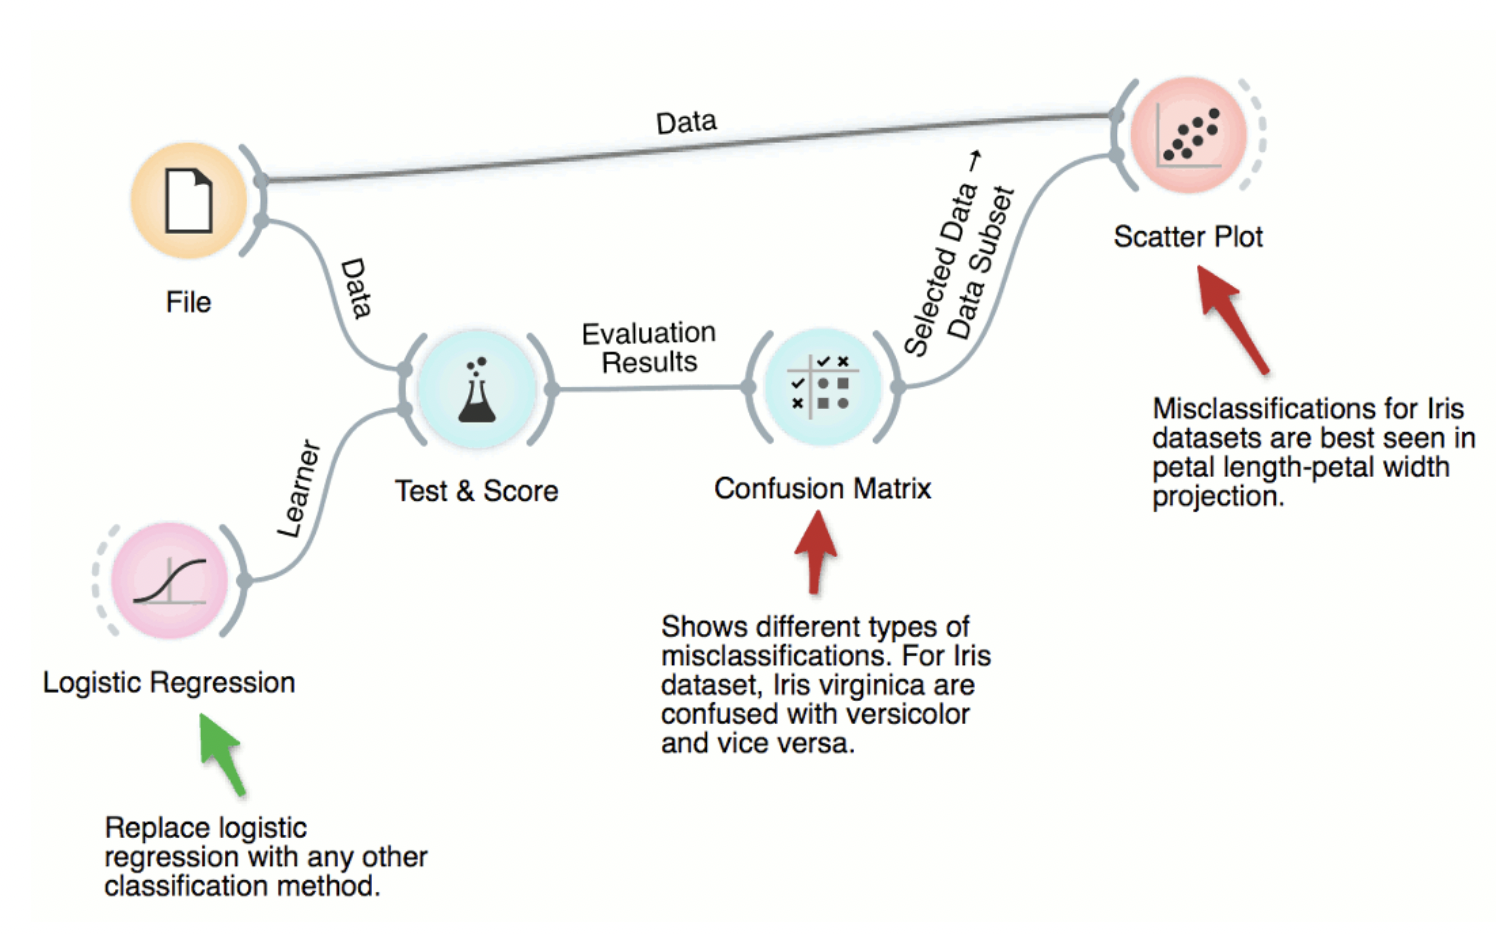 Data
Scatter Plot
Selected Data →
Data Subset
File
Data
Evaluation
Results
Learner
Test & Score
Confusion Matrix
Misclassifications for Iris
datasets are best seen in
petal length-petal width
projection.
Logistic Regression
Shows different types of
misclassifications. For Iris
dataset, Iris virginica are
confused with versicolor
and vice versa.
Replace logistic
regression with any other
classification method.